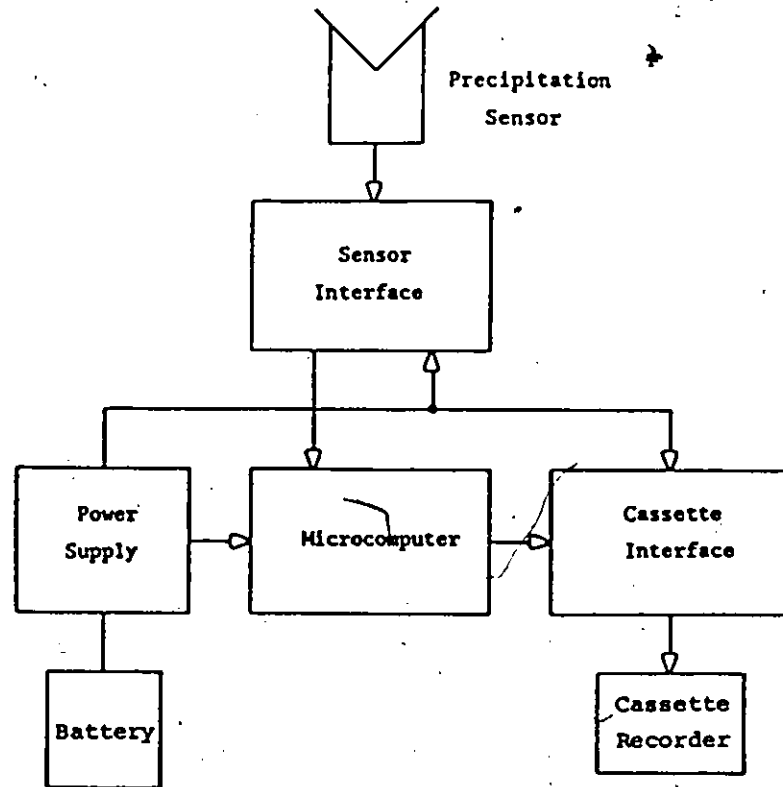 Precipitation
Sensor
Sensor
Interface
Power
Supply
Microcomputer
Cassette
Interface
Battery
Cassette
Recorder